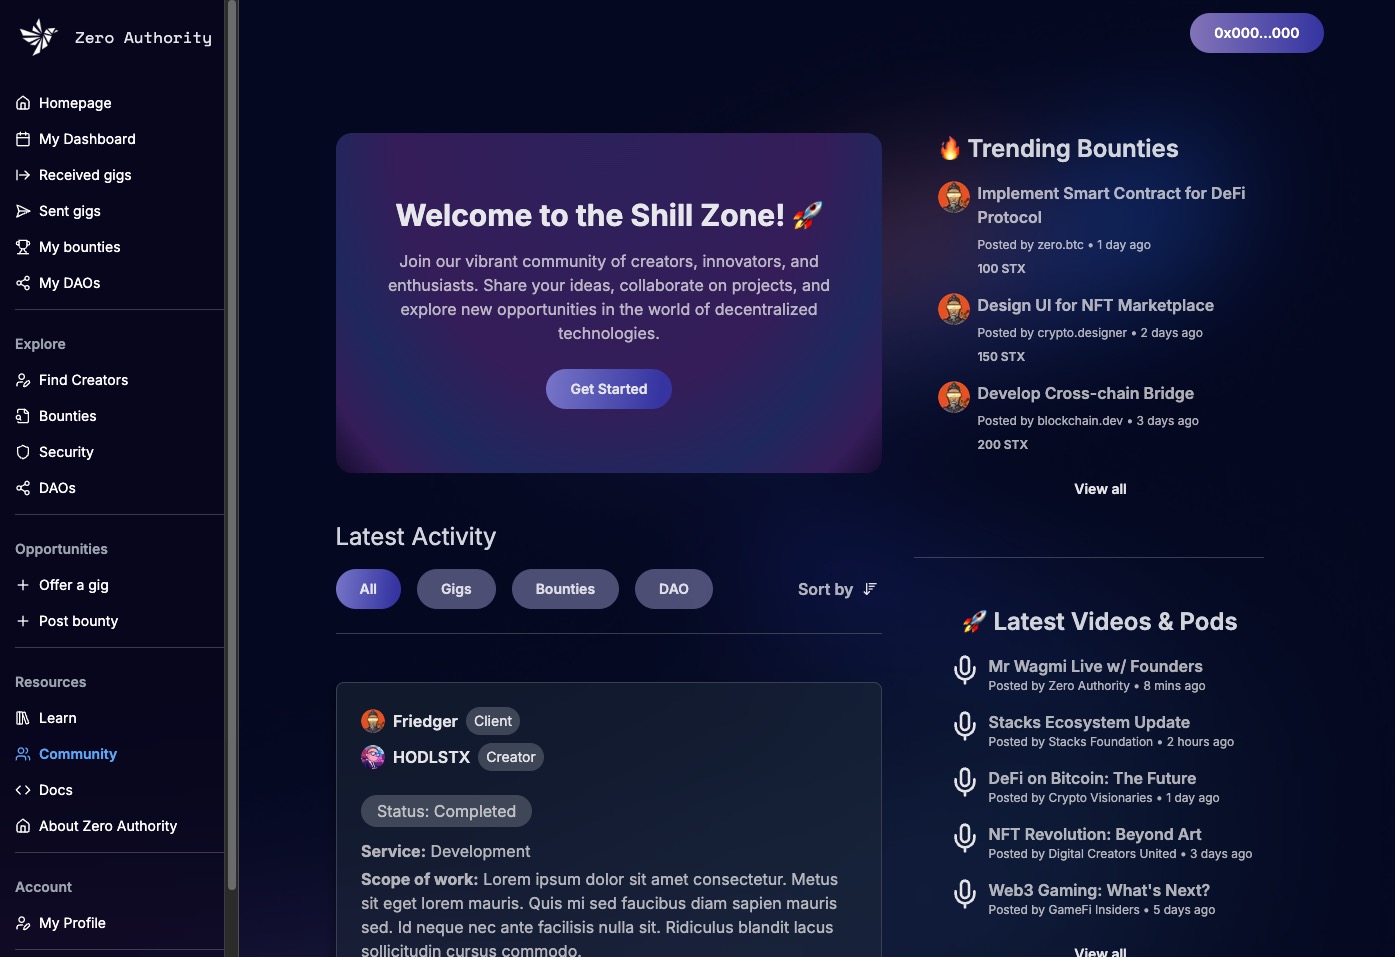 Zero Authority
0x000...000
Homepage
My Dashboard
Received gigs
Sent gigs
My bounties
My DAOs
Explore
Find Creators
Bounties
Security
DAOs
Opportunities
Offer a gig
Post bounty
Resources
Learn
Community
Docs
About Zero Authority
Account
My Profile
Welcome to the Shill Zone! 🚀
Join our vibrant community of creators, innovators, and
enthusiasts. Share your ideas, collaborate on projects, and
explore new opportunities in the world of decentralized
technologies.
Get Started
Latest Activity
All
Gigs
Bounties
DAO
Sort by
Friedger Client
HODLSTX Creator
Status: Completed
Service: Development
Scope of work: Lorem ipsum dolor sit amet consectetur. Metus
sit eget lorem mauris. Quis mi sed faucibus diam sapien mauris
sed. Id neque nec ante facilisis nulla sit. Ridiculus blandit lacus
sollicitudin cursus commodo.
🔥 Trending Bounties
Implement Smart Contract for DeFi
Protocol
Posted by zero.btc • 1 day ago
100 STX
Design UI for NFT Marketplace
Posted by crypto.designer • 2 days ago
150 STX
Develop Cross-chain Bridge
Posted by blockchain.dev • 3 days ago
200 STX
View all
🚀 Latest Videos & Pods
Mr Wagmi Live w/ Founders
Posted by Zero Authority • 8 mins ago
Stacks Ecosystem Update
Posted by Stacks Foundation • 2 hours ago
DeFi on Bitcoin: The Future
Posted by Crypto Visionaries • 1 day ago
NFT Revolution: Beyond Art
Posted by Digital Creators United • 3 days ago
Web3 Gaming: What's Next?
Posted by GameFi Insiders • 5 days ago
View all